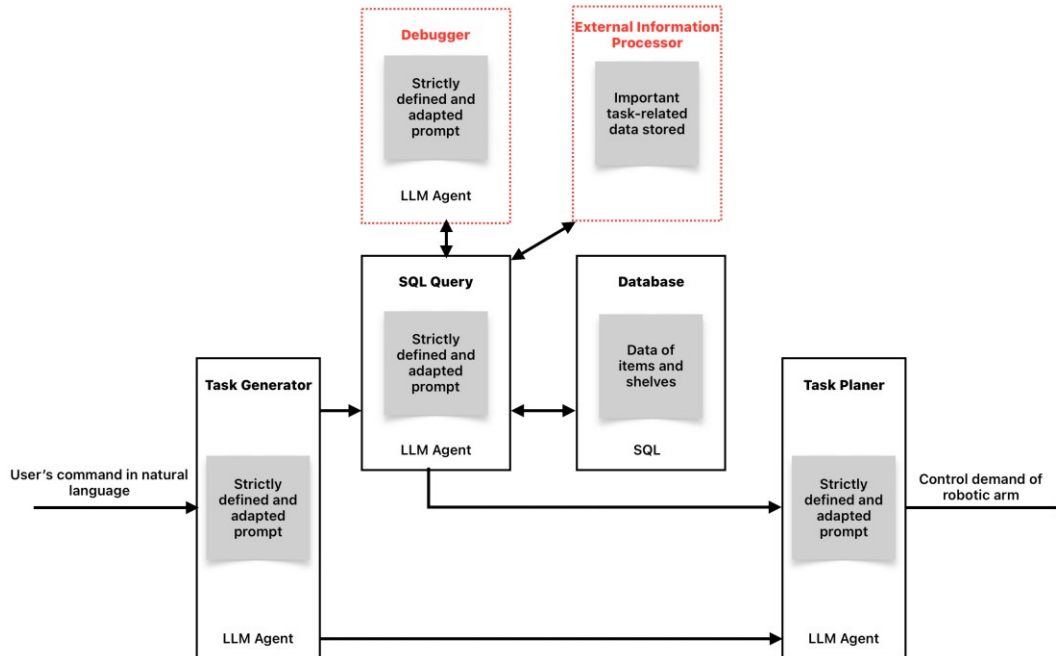 Debugger
Strictly
defined and
adapted
prompt
LLM Agent
External Information
Processor
Important
task-related
data stored
SQL Query
Strictly
defined and
adapted
prompt
LLM Agent
Database
Data of
items and
shelves
SQL
Task Generator
Strictly
defined and
adapted
prompt
LLM Agent
User’s command in natural
language
Task Planer
Strictly
defined and
adapted
prompt
LLM Agent
Control demand of
robotic arm